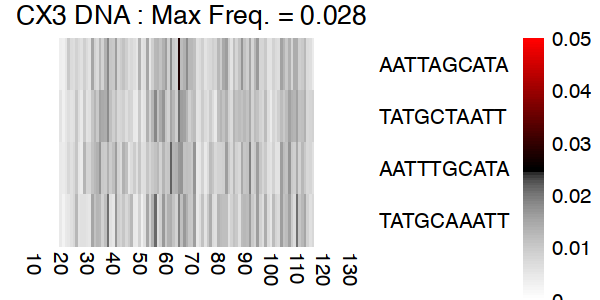 CX3 DNA : Max Freq. = 0.028
AATTAGCATA
TATGCTAATT
AATTTGCATA
TATGCAAATT
10 20 30 40 50 60 70 80 90 100 110 120 130
0.05
0.04
0.03
0.02
0.01
0